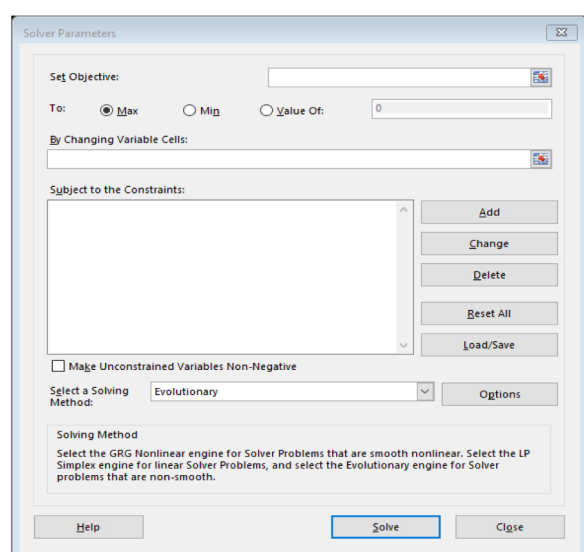 Solver Parameters
Set Objective:
To: Max Min Value Of: 0
By Changing Variable Cells:
Subject to the Constraints:
Add
Change
Delete
Reset All
Load/Save
Make Unconstrained Variables Non-Negative
Select a Solving
Method:
Evolutionary
Options
Solving Method
Select the GRG Nonlinear engine for Solver Problems that are smooth nonlinear. Select the LP
Simplex engine for linear Solver Problems, and select the Evolutionary engine for Solver
problems that are non-smooth.
Help Solve Close